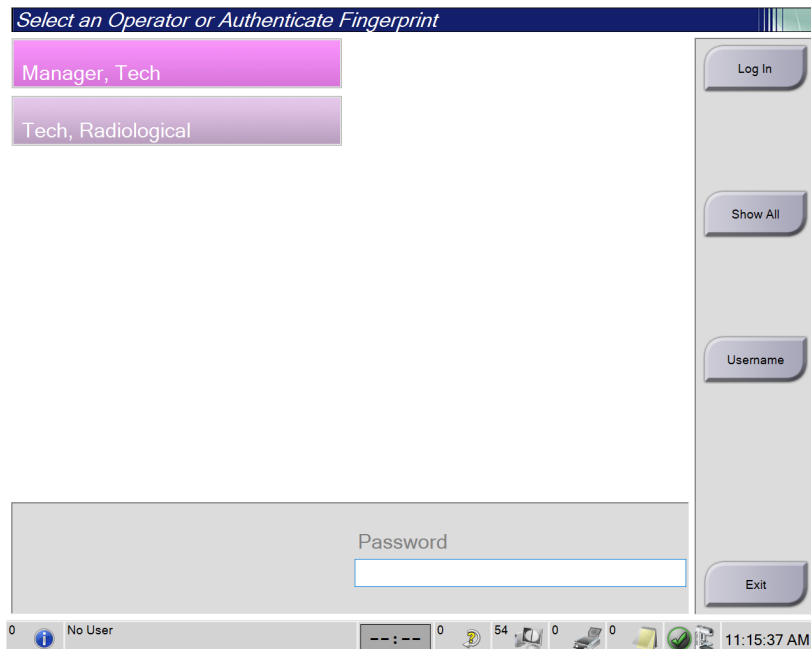 Select an Operator or Authenticate Fingerprint
Manager, Tech
Log In
Tech, Radiological
Show All
Username
Password
Exit
0 No User --:-- 0 54 0 0 11:15:37 AM